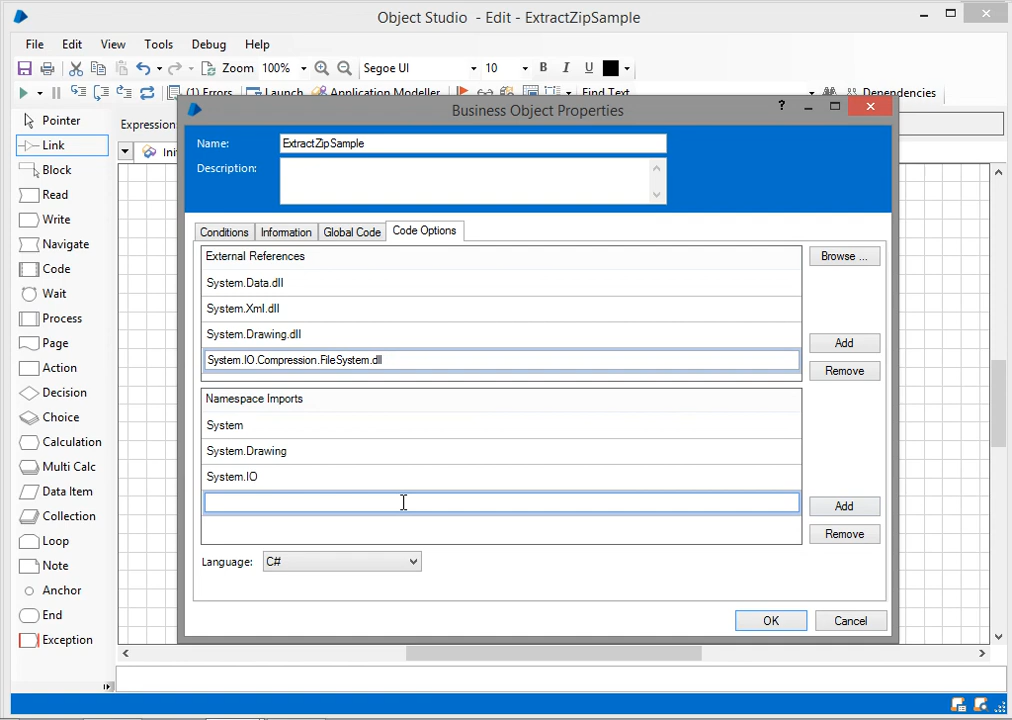 Object Studio - Edit - ExtractZipSample
File Edit View Tools Debug Help
Zoom 100% Segoe UI 10 B I U
Launch Application Modeller Find Text Dependencies
Business Object Properties ?
Pointer
Link
Block
Read
Write
Navigate
Code
Wait
Process
Page
Action
Decision
Choice
Calculation
Multi Calc
Data Item
Collection
Loop
Note
Anchor
End
Exception
Name: ExtractZipSample
Description:
Conditions Information Global Code Code Options
External References Browse ...
System.Data.dll
System.Xml.dll
System.Drawing.dll Add
System.IO.Compression.FileSystem.dll Remove
Namespace Imports
System
System.Drawing
System.IO
Add
Remove
Language: C#
OK Cancel